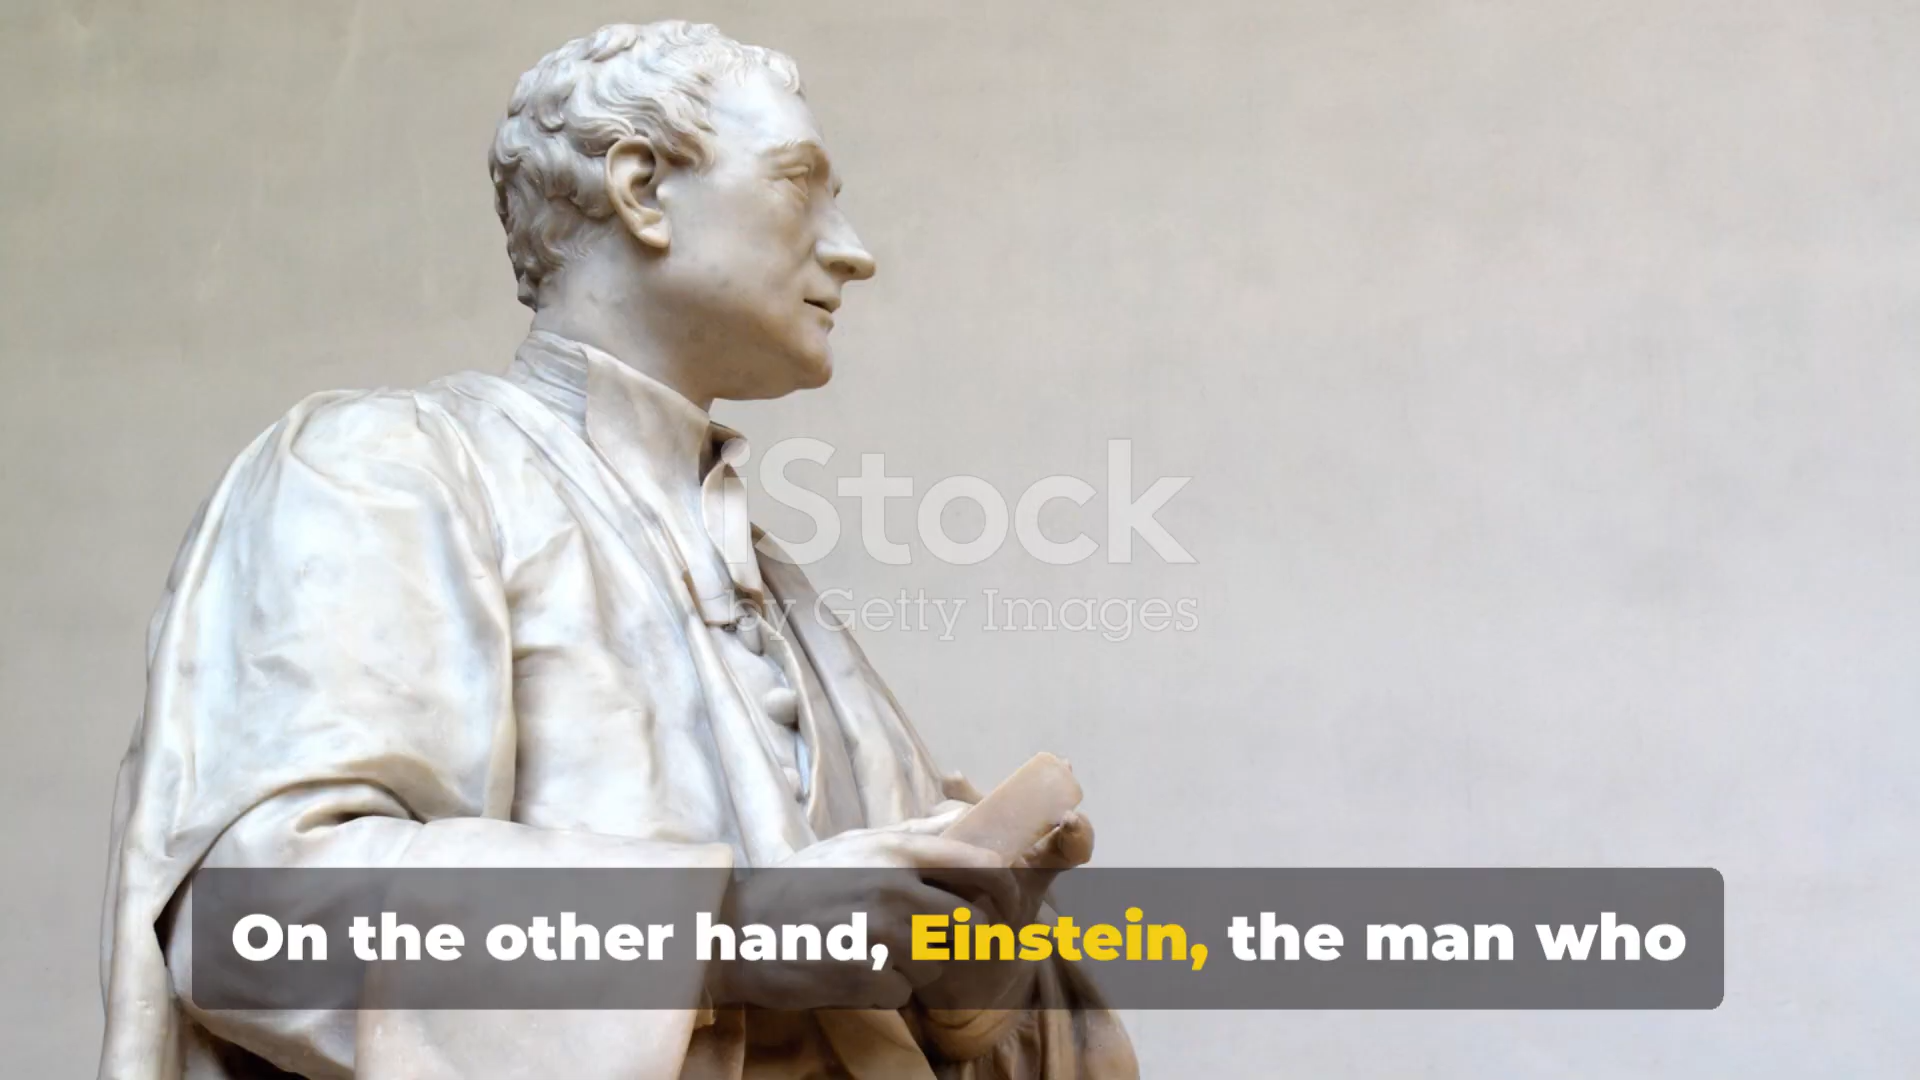 iStock
by Getty Images
On the other hand, Einstein, the man who